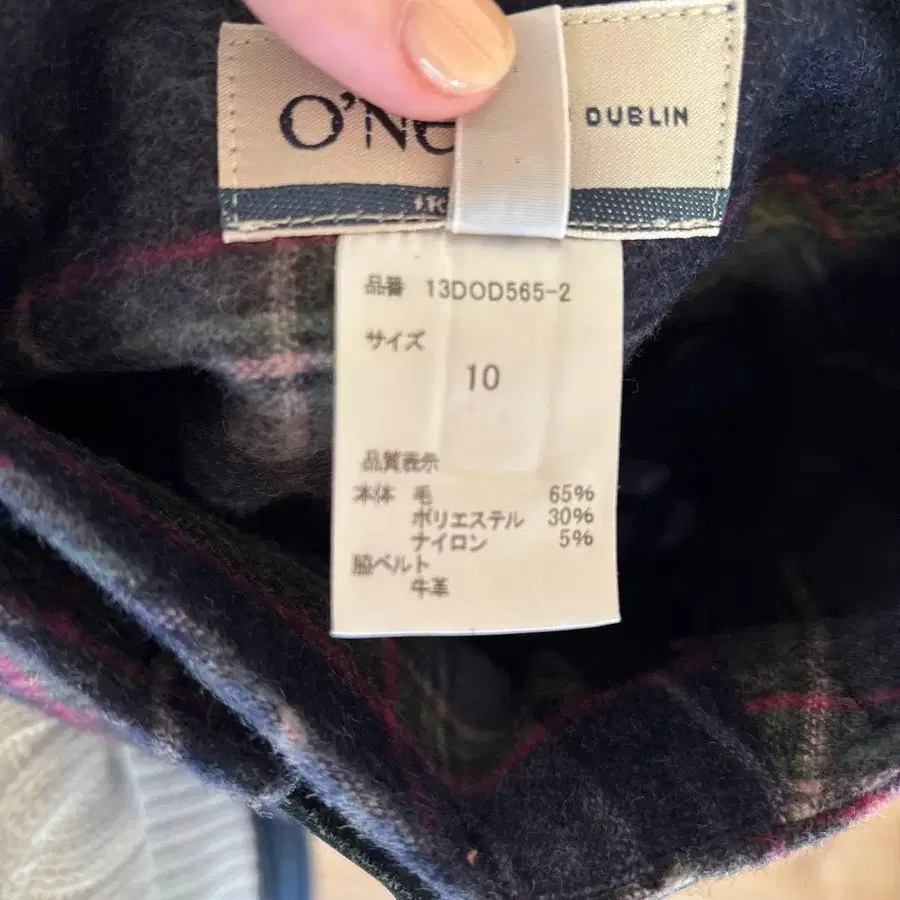 O'NE
DUBLIN
品番 13DOD565-2
サイズ
10
品質表示
本体 毛 65%
ポリエステル 30%
ナイロン 5%
脇ベルト
牛革